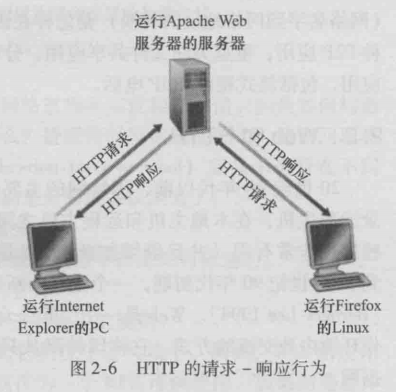 运行Apache Web
服务器的服务器
HTTP请求
HTTP响应
HTTP响应
HTTP请求
运行Internet
Explorer的PC
运行Firefox
的Linux
图 2-6 HTTP 的请求 – 响应行为